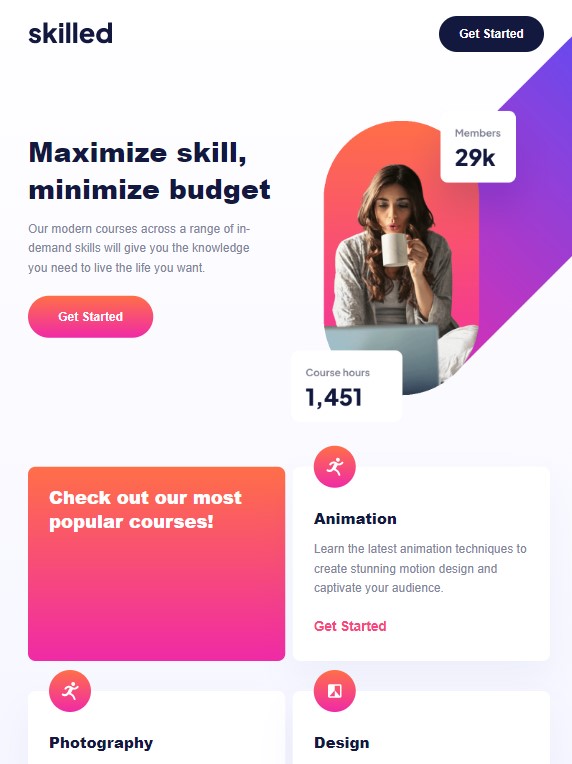 skilled
Get Started
Maximize skill,
minimize budget
Our modern courses across a range of in-
demand skills will give you the knowledge
you need to live the life you want.
Get Started
Members
29k
Course hours
1,451
Check out our most
popular courses!
Animation
Learn the latest animation techniques to
create stunning motion design and
captivate your audience.
Get Started
Photography
Design